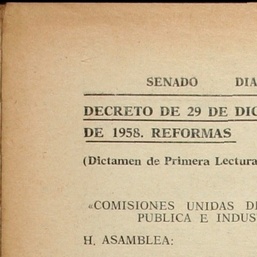 SENADO DIA
DECRETO DE 29 DE DIC
DE 1958. REFORMAS
(Dictamen de Primera Lectura
«COMISIONES UNIDAS DE
PUBLICA E INDUS
H. ASAMBLEA: